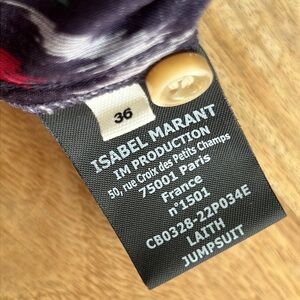 36
ISABEL MARANT
IM PRODUCTION
50, rue Croix des Petits Champs
75001 Paris
France
n°1501
CB0328-22P034E
LAITH
JUMPSUIT